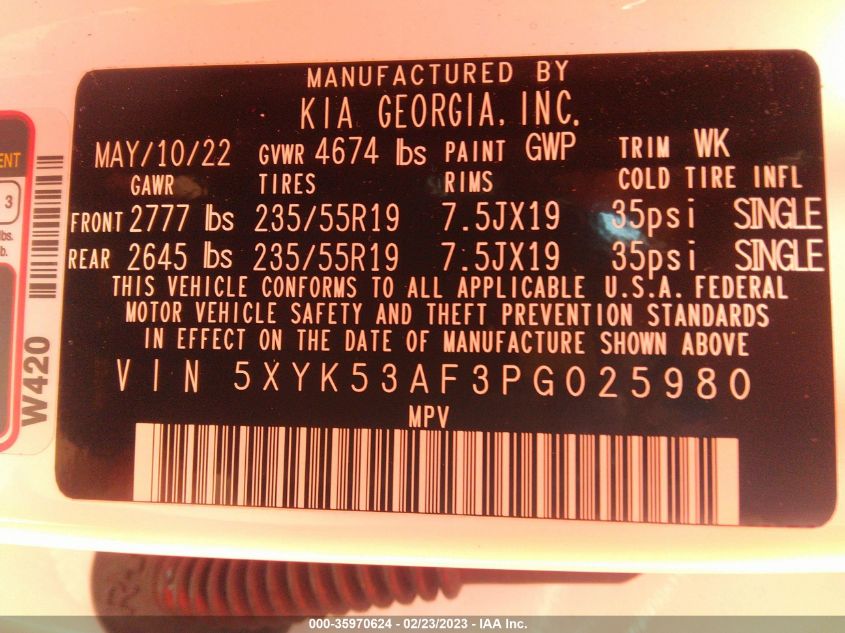 MANUFACTURED BY
KIA GEORGIA, INC.
MAY/10/22 GVWR 4674 lbs PAINT GWP TRIM WK
GAWR TIRES RIMS COLD TIRE INFL
FRONT 2777 lbs 235/55R19 7.5JX19 35psi SINGLE
REAR 2645 lbs 235/55R19 7.5JX19 35psi SINGLE
THIS VEHICLE CONFORMS TO ALL APPLICABLE U.S.A. FEDERAL
MOTOR VEHICLE SAFETY AND THEFT PREVENTION STANDARDS
IN EFFECT ON THE DATE OF MANUFACTURE SHOWN ABOVE
VIN 5XYK53AF3PG025980
MPV
ENT
3
lbs.
b.
W420
000-35970624 / 02/23/2023 - IAA Inc.